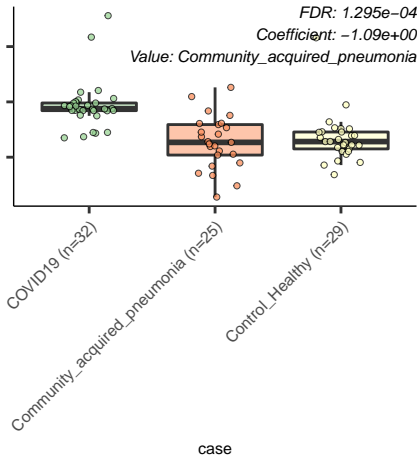 FDR: 1.295e−04
Coefficient: −1.09e+00
Value: Community_acquired_pneumonia
COVID19 (n=32)
Community_acquired_pneumonia (n=25)
Control_Healthy (n=29)
case